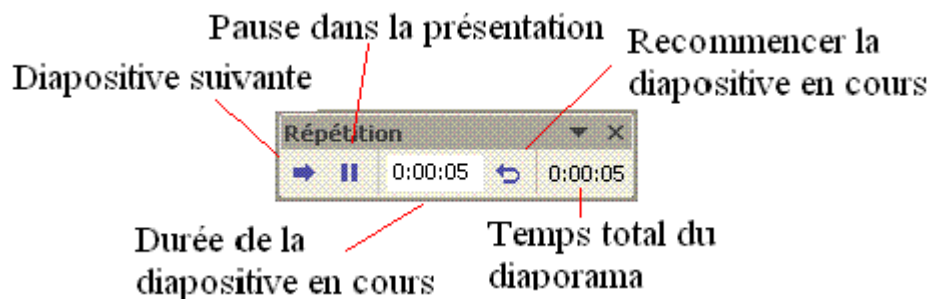 Pause dans la présentation
Recommencer la
diapositive en cours
Diapositive suivante
Répétition
0:00:05
0:00:05
Durée de la
diapositive en cours
Temps total du
diaporama